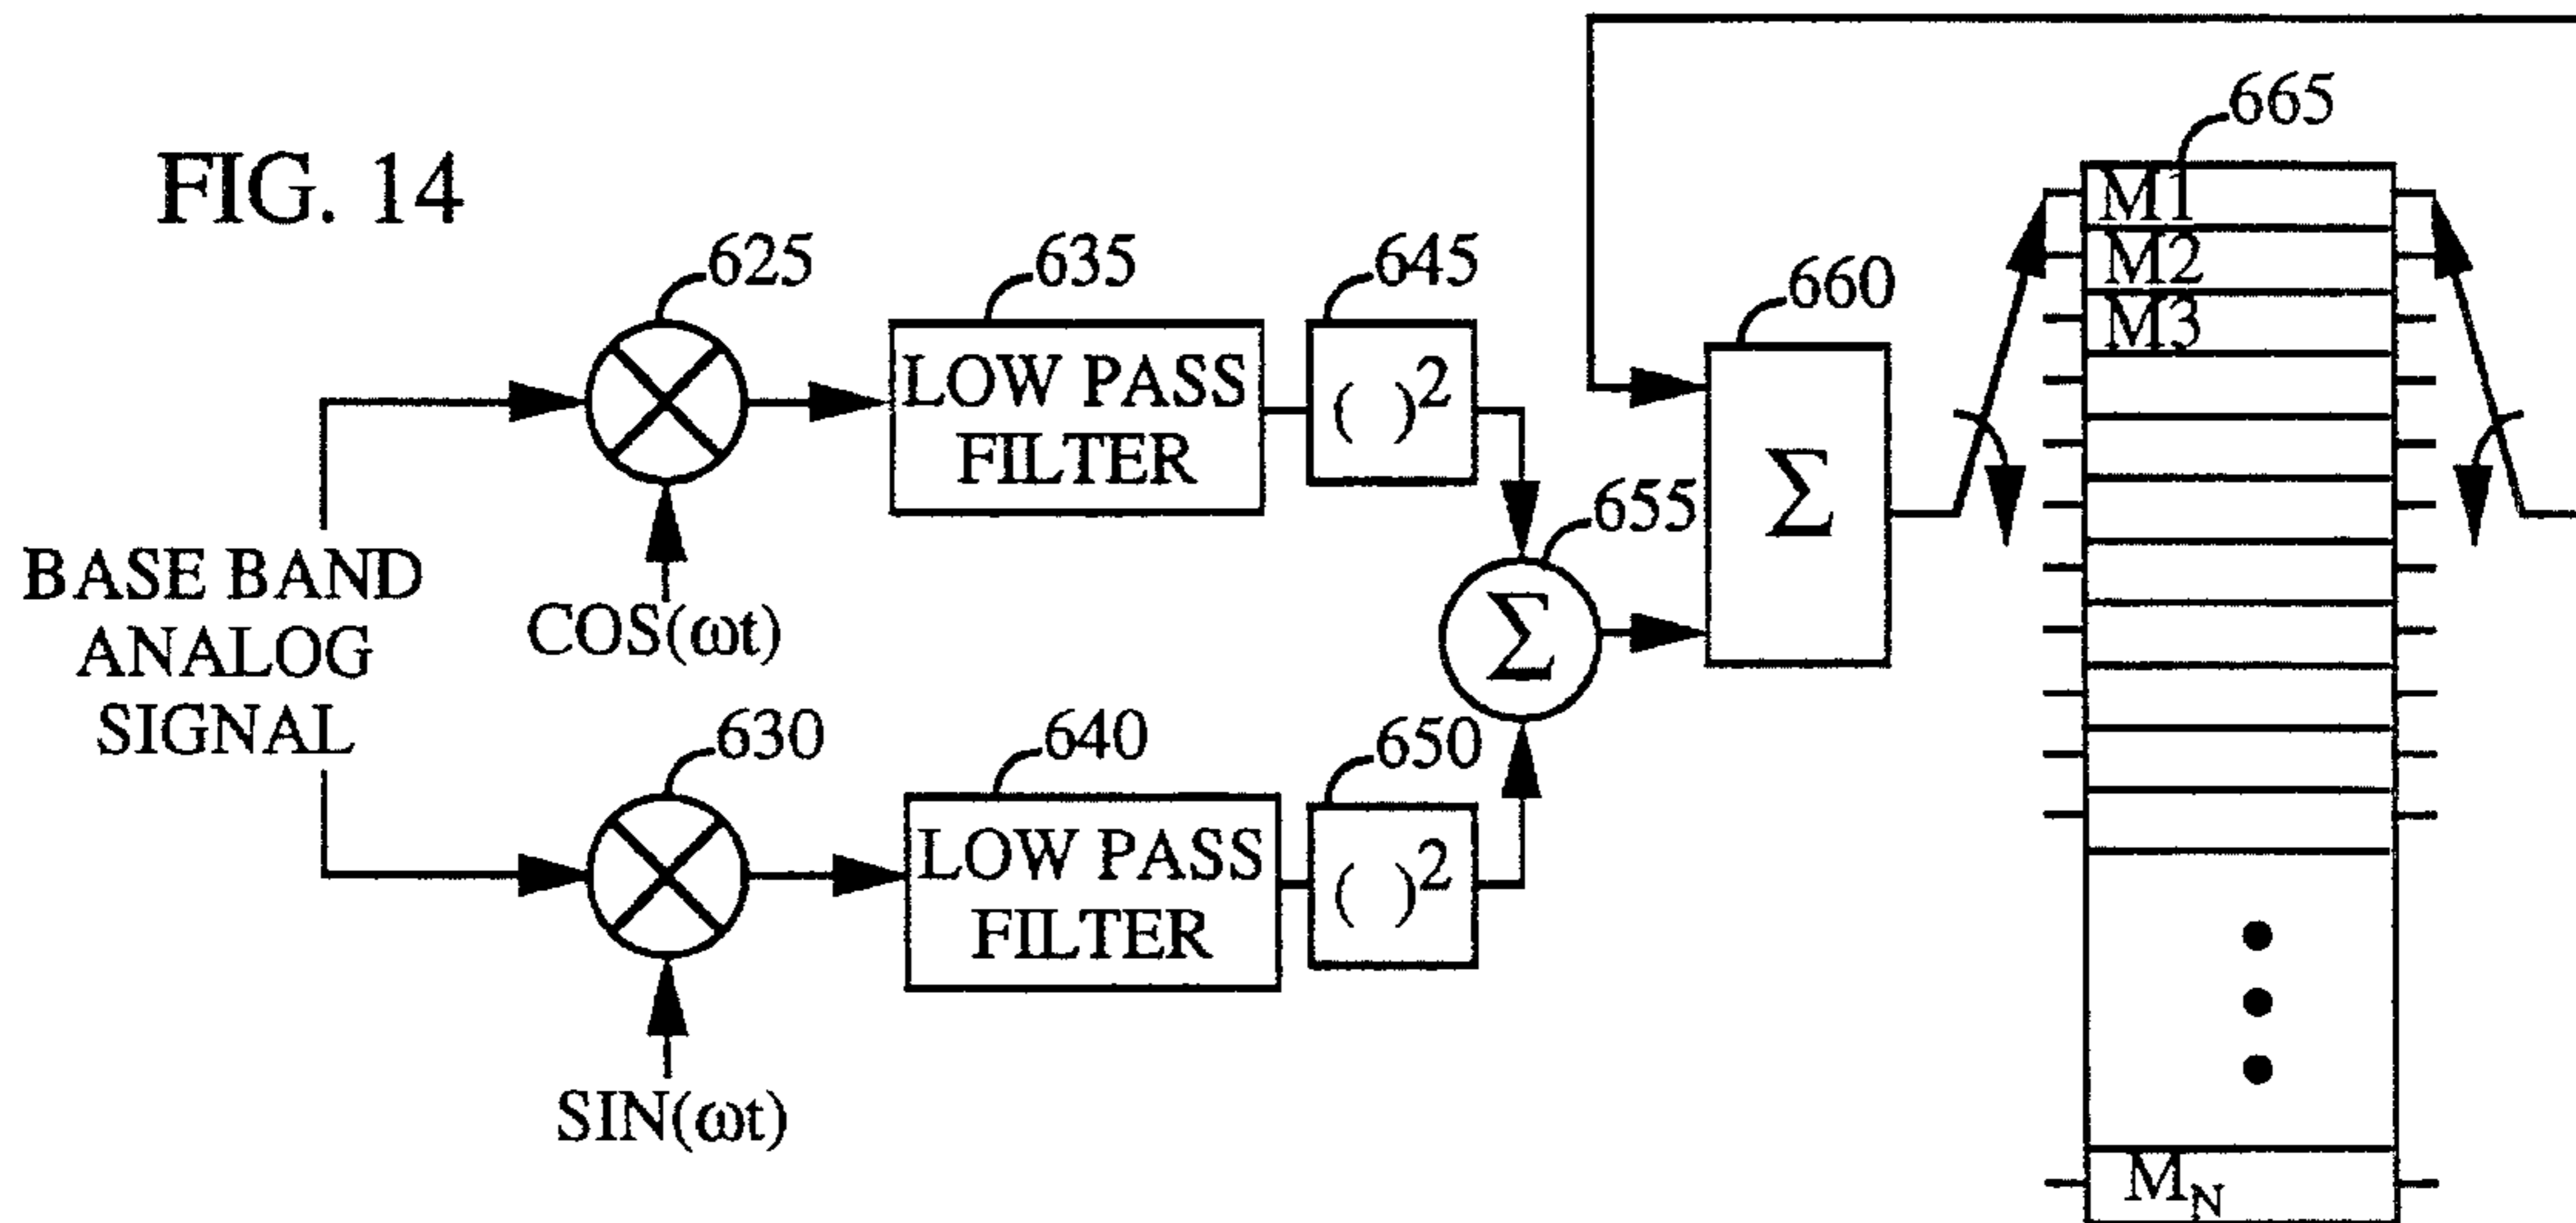 FIG. 14
665
M1
M2
M3
625
635
645
660
LOW PASS
FILTER
( )2
Σ
COS(ωt)
655
Σ
BASE BAND
ANALOG
SIGNAL
630
640
650
LOW PASS
FILTER
( )2
SIN(ωt)
MN